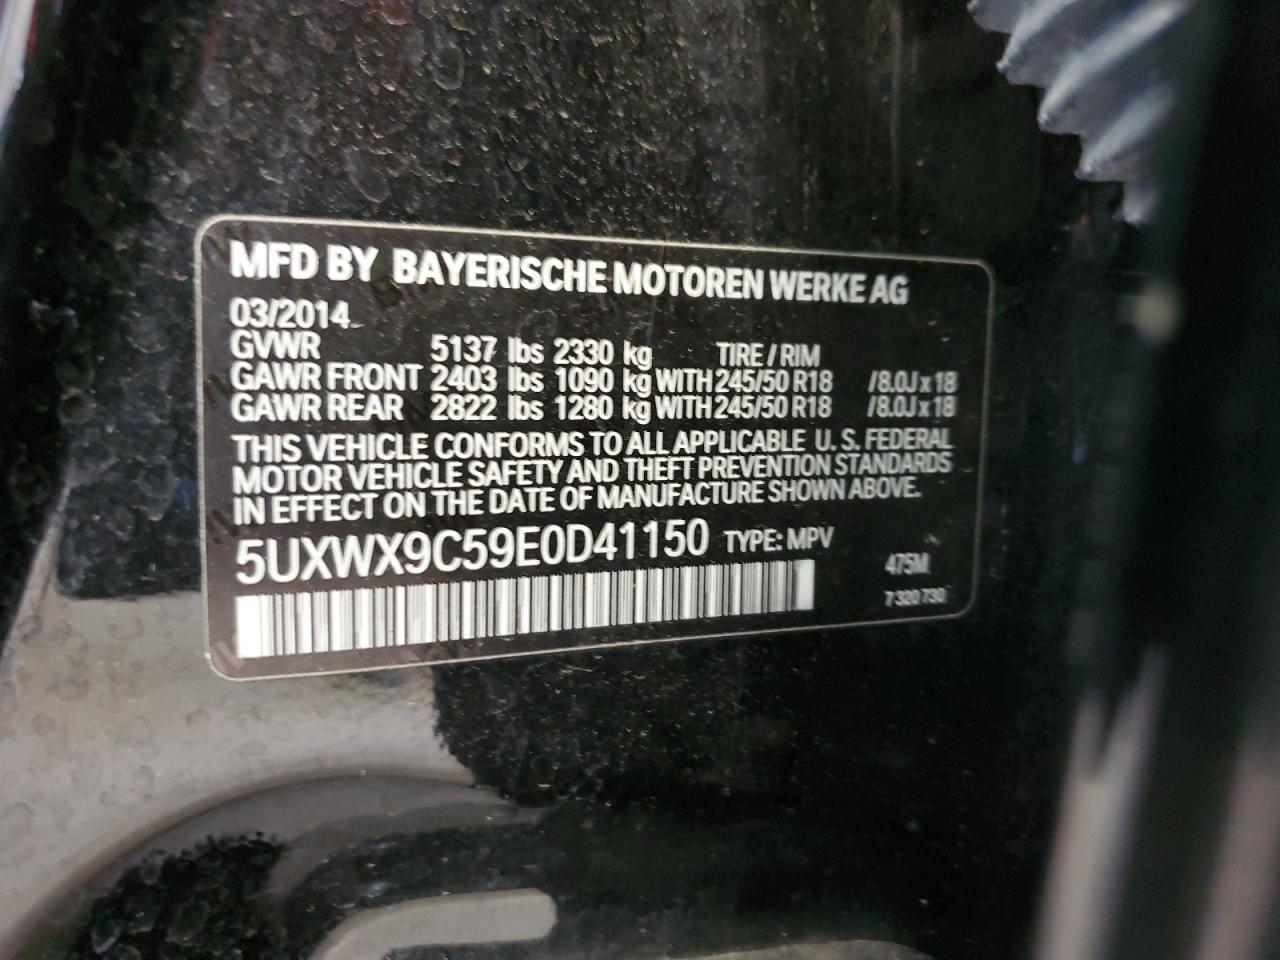 MFD BY BAYERISCHE MOTOREN WERKE AG
03/2014
GVWR 5137 lbs 2330 kg TIRE / RIM
GAWR FRONT 2403 lbs 1090 kg WITH 245/50 R18 /8.0J x 18
GAWR REAR 2822 lbs 1280 kg WITH 245/50 R18 /8.0J x 18
THIS VEHICLE CONFORMS TO ALL APPLICABLE U. S. FEDERAL
MOTOR VEHICLE SAFETY AND THEFT PREVENTION STANDARDS
IN EFFECT ON THE DATE OF MANUFACTURE SHOWN ABOVE.
5UXWX9C59E0D41150 TYPE: MPV
475M
7 320 730